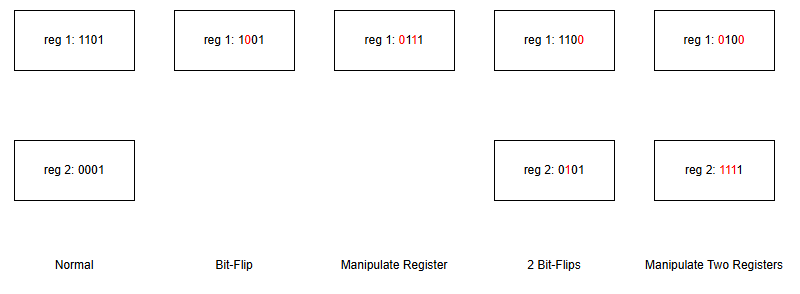 reg 1: 1101
reg 1: 1001
reg 1: 0111
reg 1: 1100
reg 1: 0100
reg 2: 0001
reg 2: 0101
reg 2: 1111
Normal
Bit-Flip
Manipulate Register
2 Bit-Flips
Manipulate Two Registers